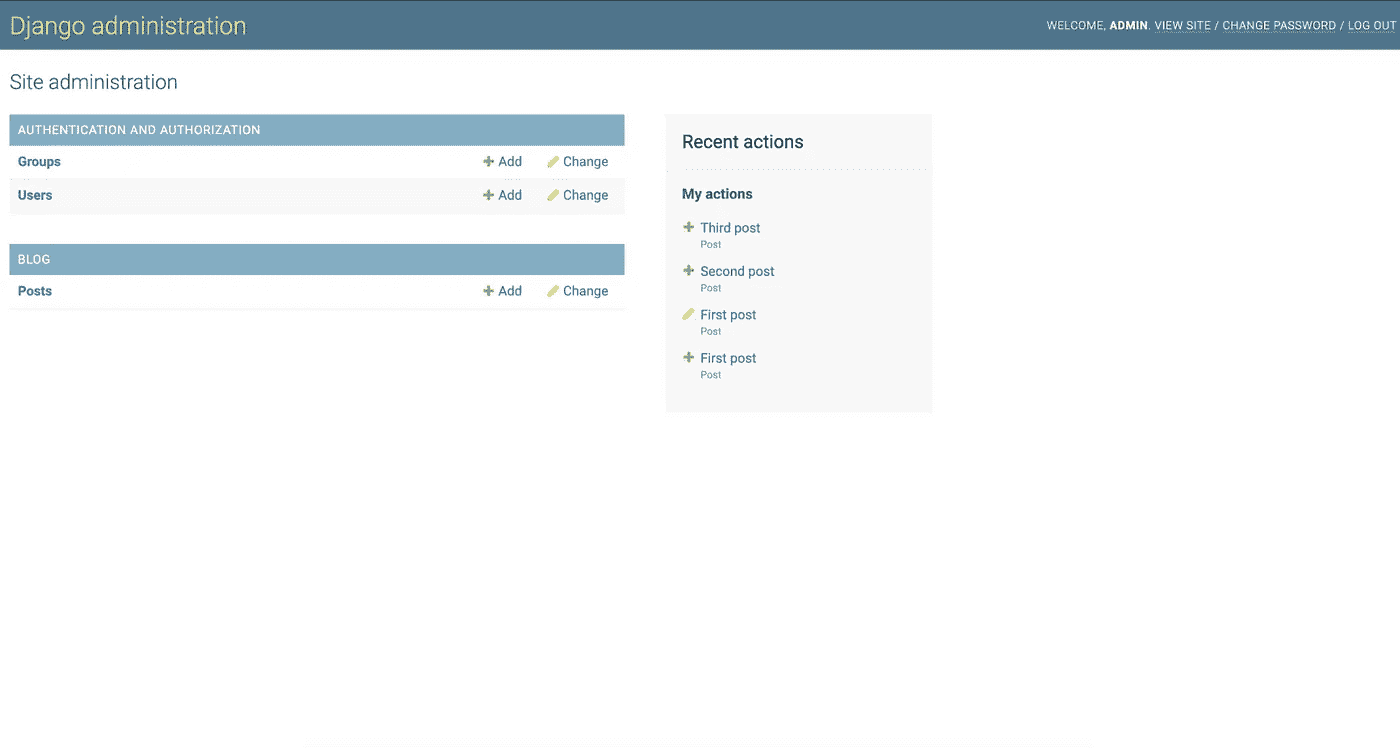 Django administration
WELCOME, ADMIN. VIEW SITE / CHANGE PASSWORD / LOG OUT
Site administration
AUTHENTICATION AND AUTHORIZATION
Groups Add Change
Users Add Change
BLOG
Posts Add Change
Recent actions
My actions
Third post
Post
Second post
Post
First post
Post
First post
Post